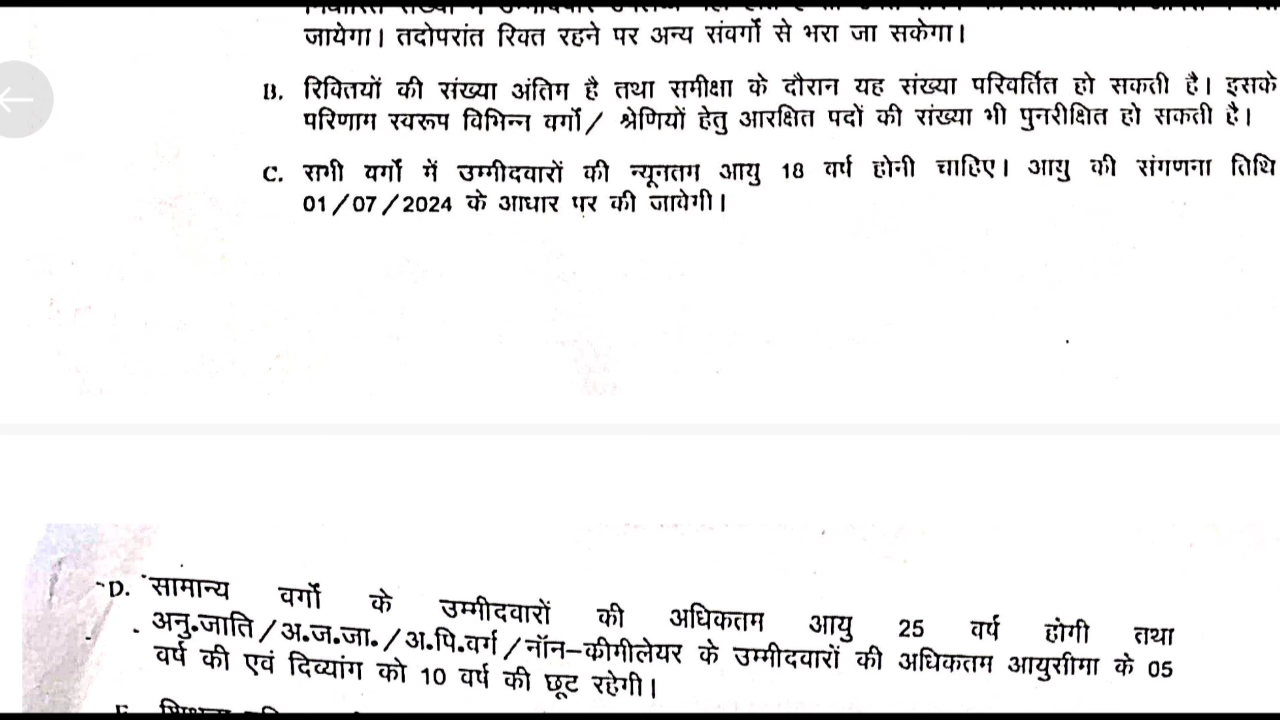 जायेगा। तदोपरांत रिक्त रहने पर अन्य संवर्गो से भरा जा सकेगा।
B. रिक्तियों की संख्या अंतिम है तथा समीक्षा के दौरान यह संख्या परिवर्तित हो सकती है। इसके
परिणाम स्वरूप विभिन्न वर्गो/ श्रेणियों हेतु आरक्षित पदों की संख्या भी पुनरीक्षित हो सकती है।
C. सभी वर्गो में उम्मीदवारों की न्यूनतम आयु 18 वर्ष होनी चाहिए। आयु की संगणना तिथि
01/07/2024 के आधार पर की जावेगी।
D. सामान्य वर्गों के उम्मीदवारों की अधिकतम आयु 25 वर्ष होगी तथा
अनु.जाति/अ.ज.जा./अ.पि.वर्ग/नॉन-कीमीलेयर के उम्मीदवारों की अधिकतम आयुसीमा के 05
वर्ष की एवं दिव्यांग को 10 वर्ष की छूट रहेगी।